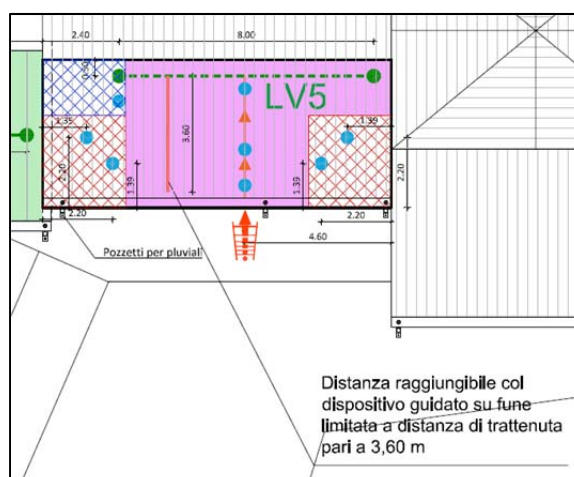 2.40
8.00
0.50
LV5
1.35
1.39
3.60
2.20
1.39
1.39
2.20
2.20
2.20
4.60
Pozzetti per pluviali
Distanza raggiungibile col
dispositivo guidato su fune
limitata a distanza di trattenuta
pari a 3,60 m